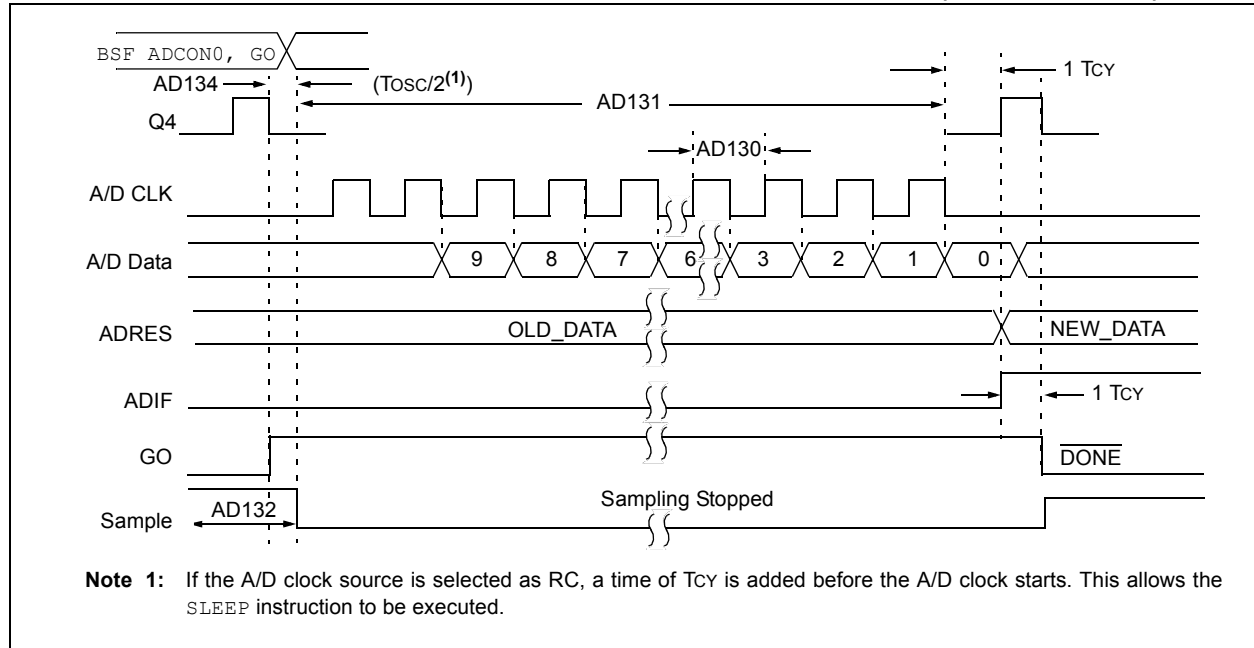 BSF ADCON0, GO
AD134
(TOSC/2(1))
AD131
1 TCY
Q4
AD130
A/D CLK
A/D Data
9
8
7
6
3
2
1
0
ADRES
OLD_DATA
NEW_DATA
ADIF
1 TCY
GO
DONE
Sample
AD132
Sampling Stopped
Note 1: If the A/D clock source is selected as RC, a time of TCY is added before the A/D clock starts. This allows the
SLEEP instruction to be executed.